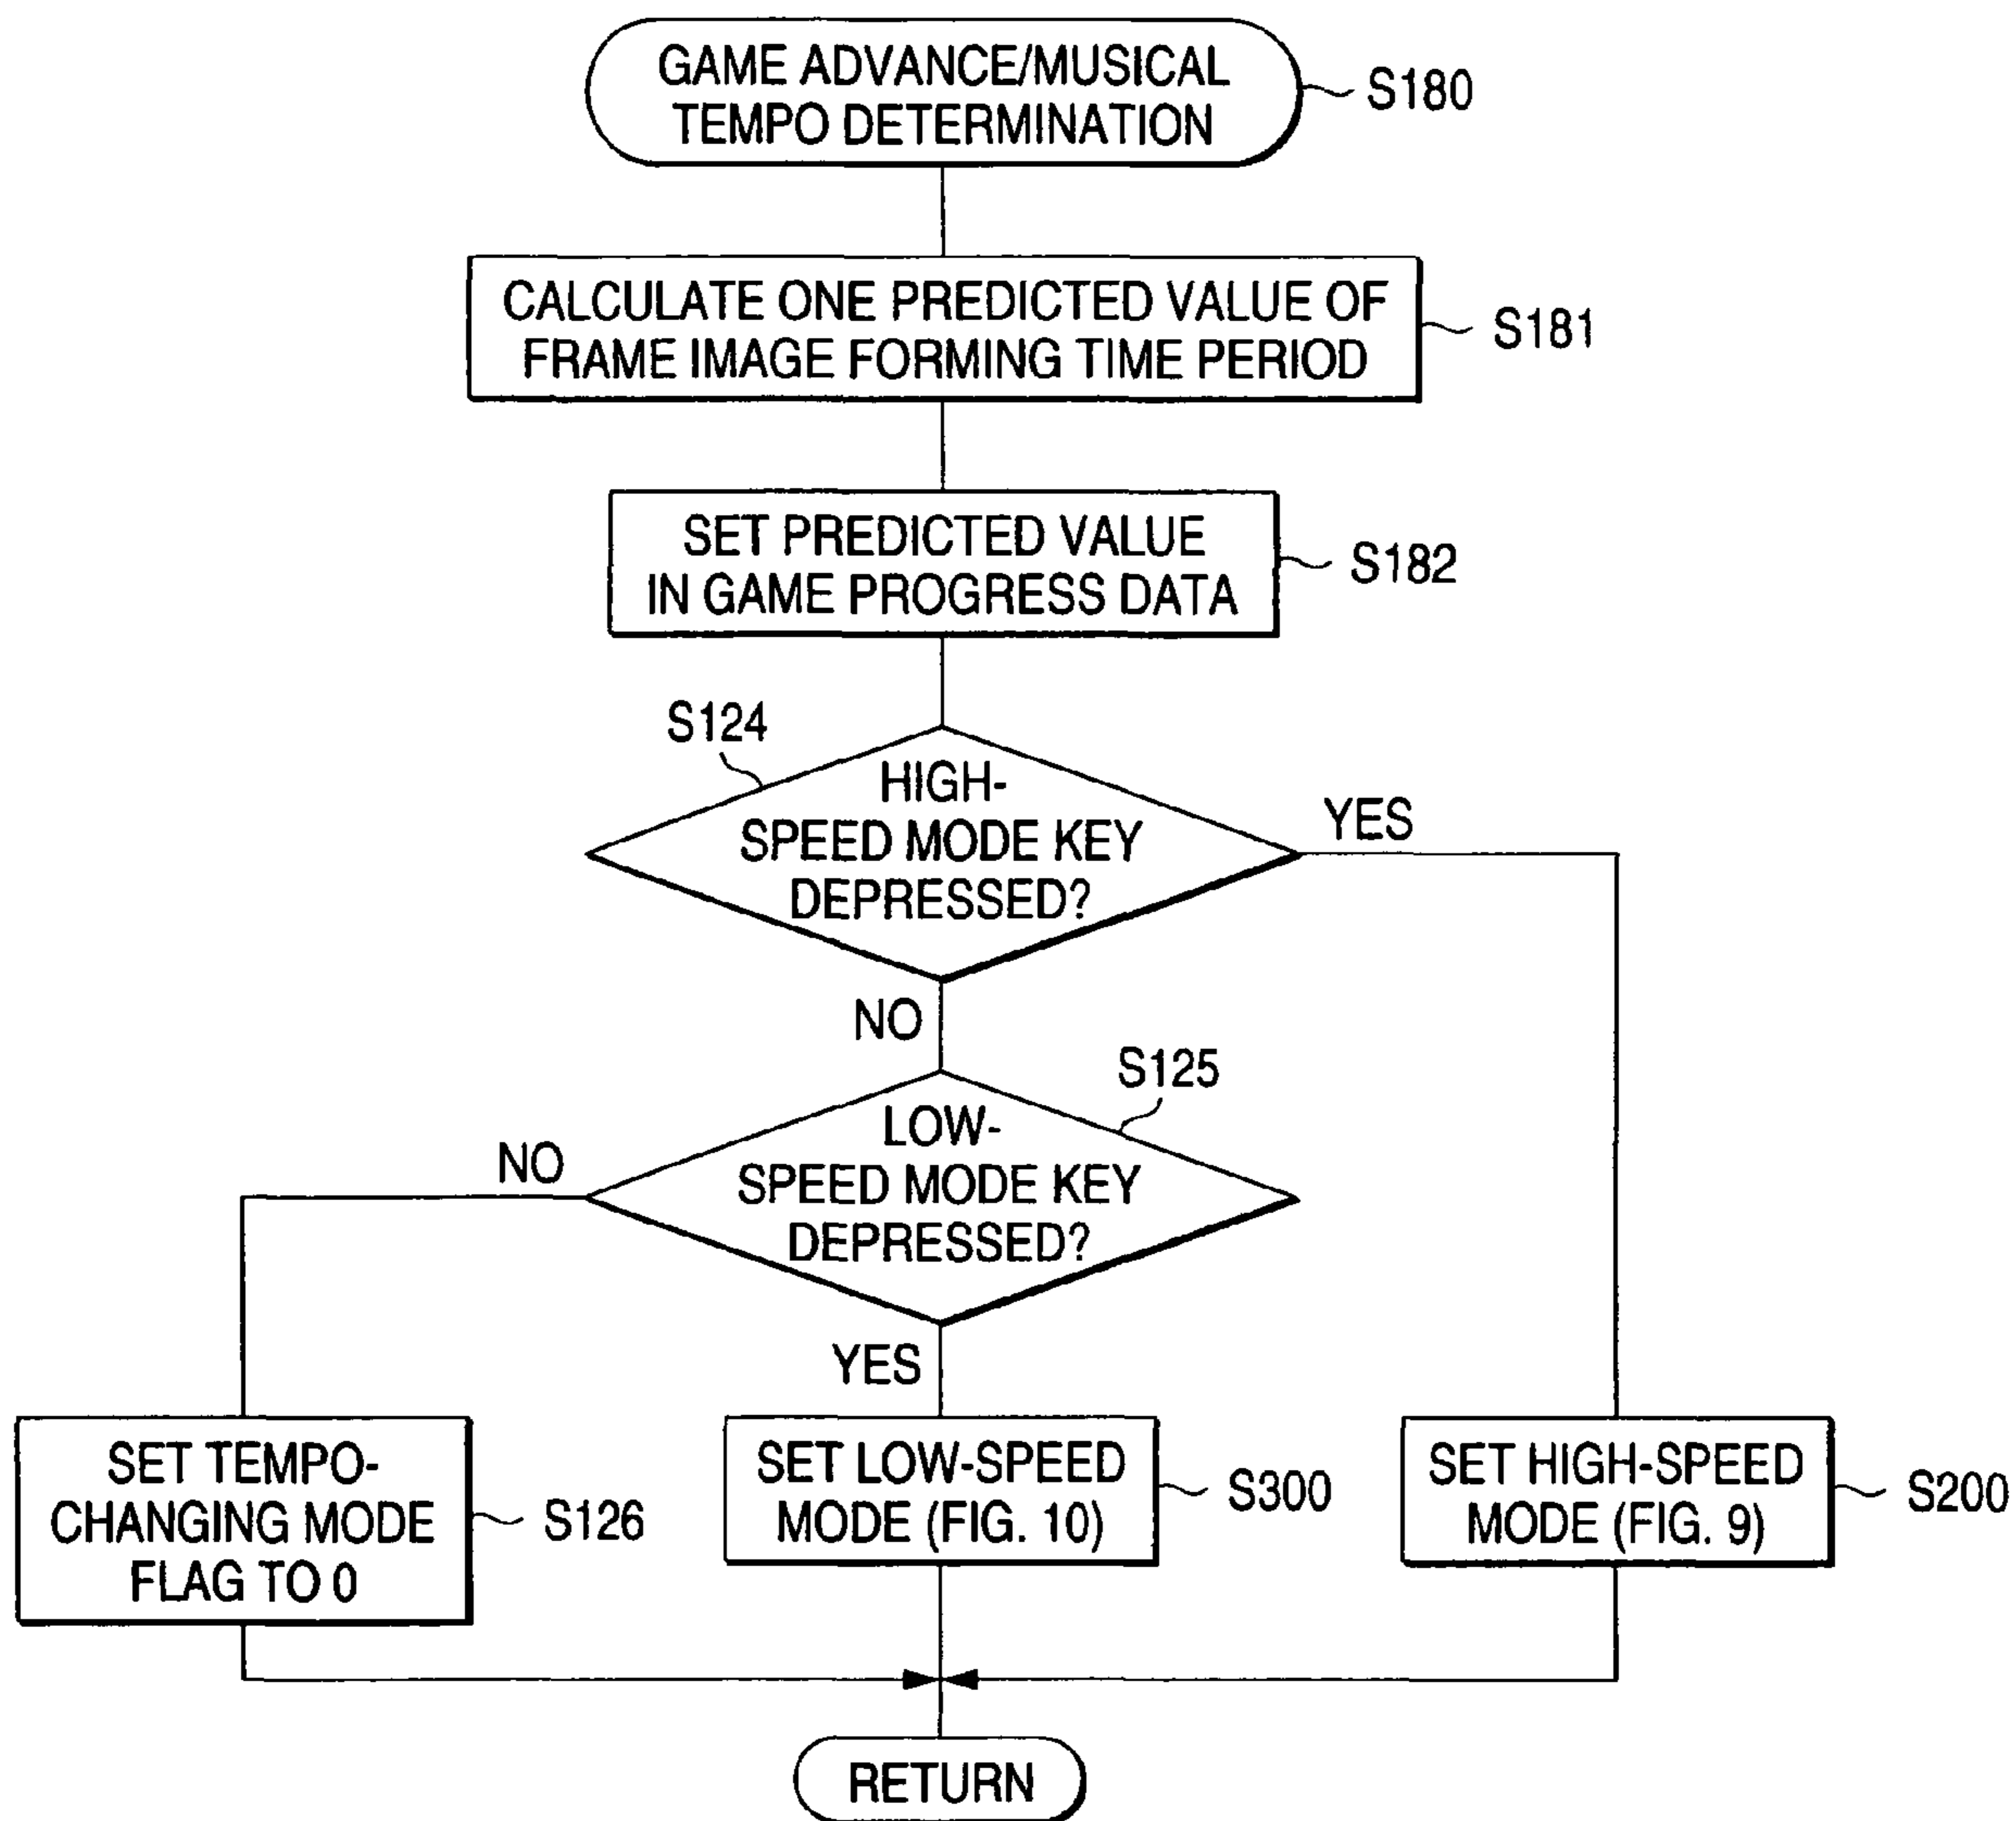 GAME ADVANCE/MUSICAL
TEMPO DETERMINATION
S180
CALCULATE ONE PREDICTED VALUE OF
FRAME IMAGE FORMING TIME PERIOD
S181
SET PREDICTED VALUE
IN GAME PROGRESS DATA
S182
S124
HIGH-
SPEED MODE KEY
DEPRESSED?
YES
NO
S125
LOW-
SPEED MODE KEY
DEPRESSED?
NO
YES
SET TEMPO-
CHANGING MODE
FLAG TO 0
S126
SET LOW-SPEED
MODE (FIG. 10)
S300
SET HIGH-SPEED
MODE (FIG. 9)
S200
RETURN